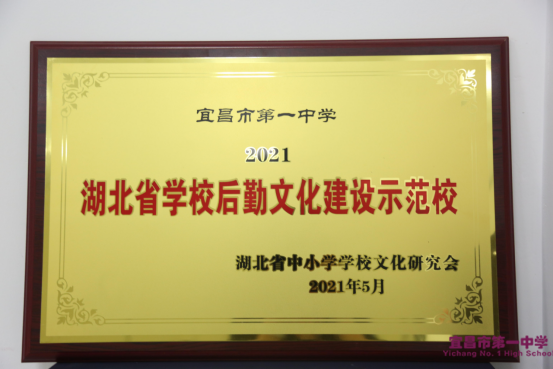 宜昌市第一中学
2021
湖北省学校后勤文化建设示范校
湖北省中小学学校文化研究会
2021年5月
宜昌市第一中学
Yichang No. 1 High School